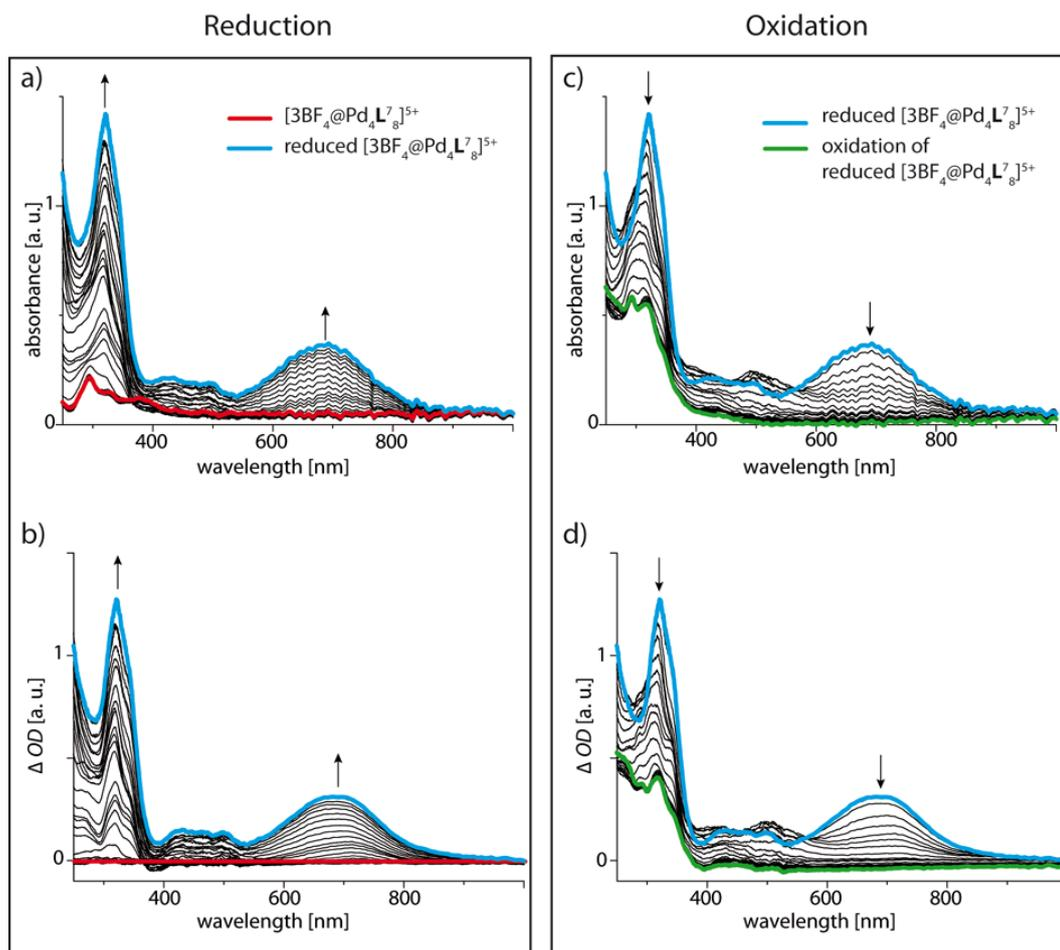 Reduction
Oxidation
a)
[3BF₄@Pd₄L⁷₈]⁵⁺
reduced [3BF₄@Pd₄L⁷₈]⁵⁺
absorbance [a. u.]
1
0
400 600 800
wavelength [nm]
c)
reduced [3BF₄@Pd₄L⁷₈]⁵⁺
oxidation of
reduced [3BF₄@Pd₄L⁷₈]⁵⁺
absorbance [a. u.]
1
0
400 600 800
wavelength [nm]
b)
Δ OD [a. u.]
1
0
400 600 800
wavelength [nm]
d)
Δ OD [a. u.]
1
0
400 600 800
wavelength [nm]